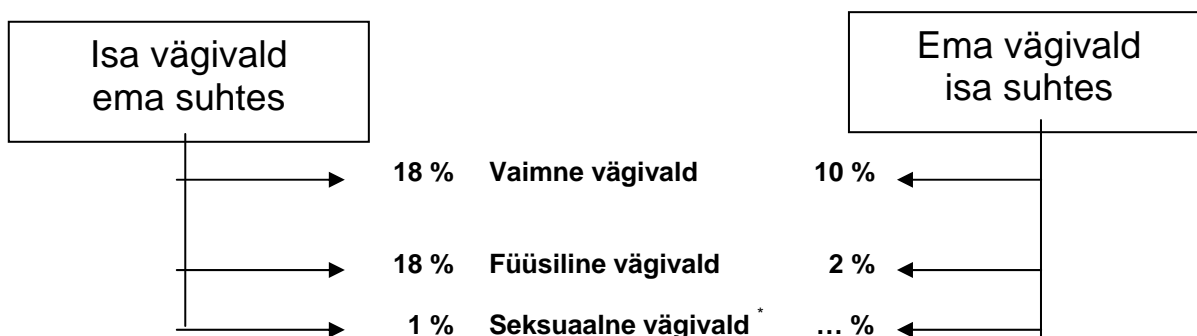 Isa vägivald
ema suhtes
Ema vägivald
isa suhtes
18 % Vaimne vägivald 10 %
18 % Füüsiline vägivald 2 %
1 % Seksuaalne vägivald * ... %